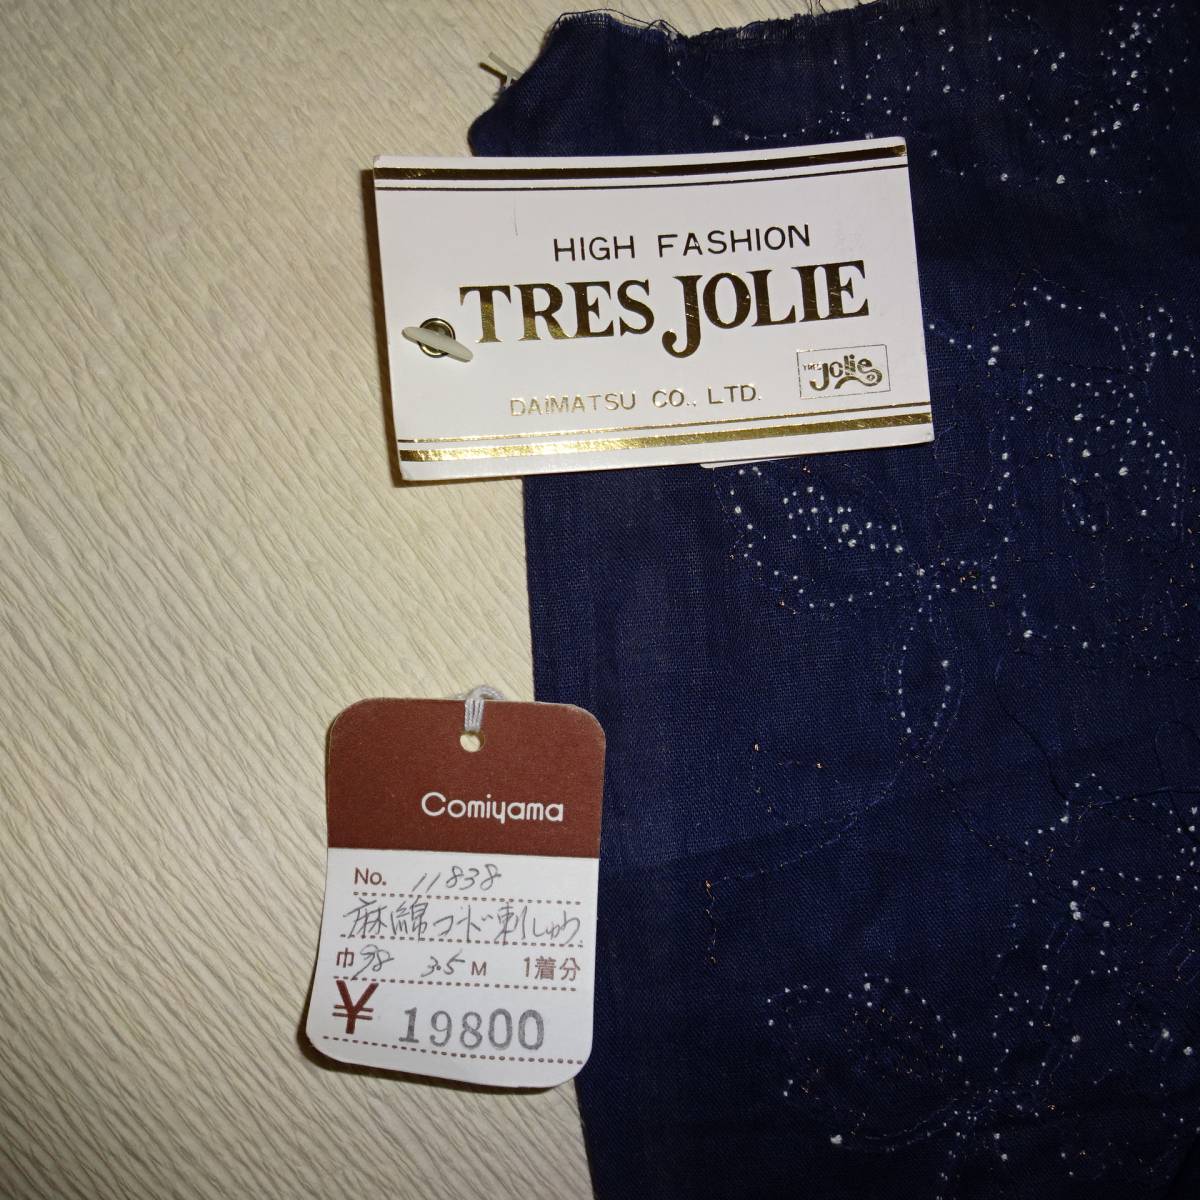 HIGH FASHION
TRES JOLIE
TRES Jolie
DAIMATSU CO., LTD.
Comiyama
No. 11838
麻綿コード刺しゅう
巾98 3.5M 1着分
¥19800